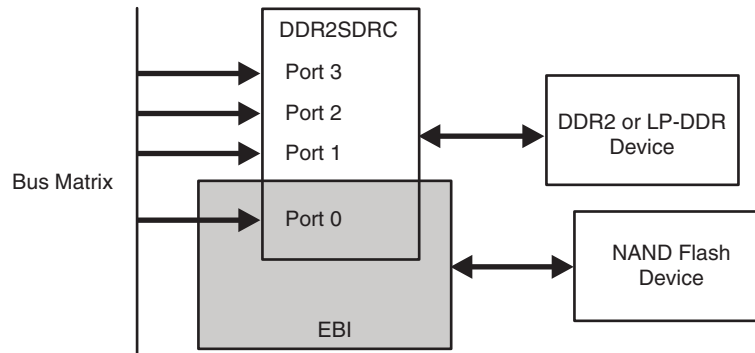 DDR2SDRC
Port 3
Port 2
Port 1
DDR2 or LP-DDR
Device
Bus Matrix
Port 0
NAND Flash
Device
EBI